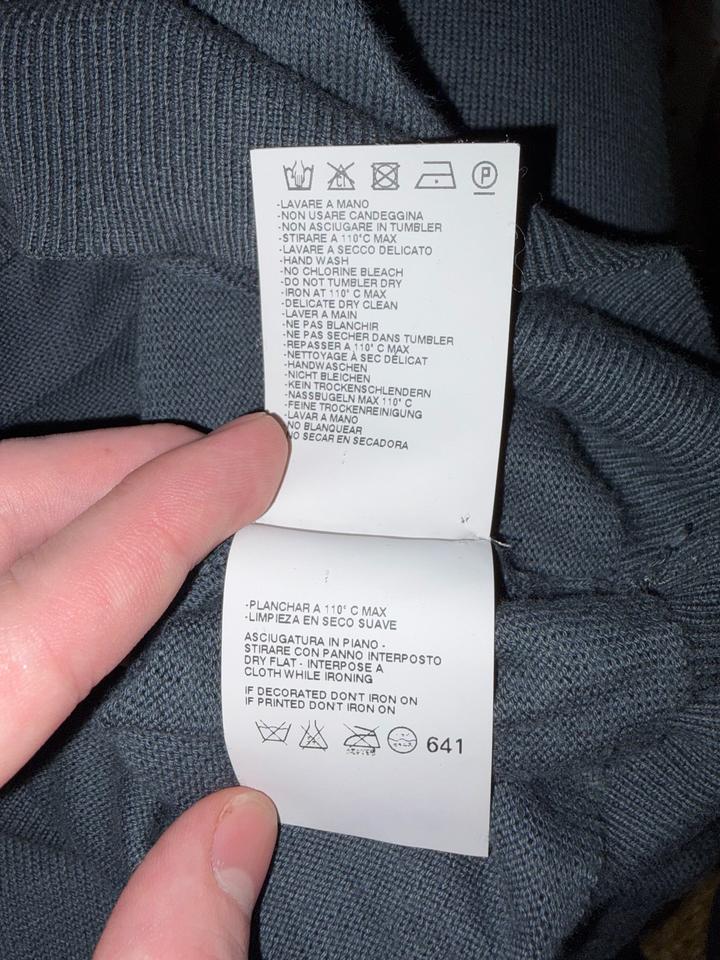 CL
P
-LAVARE A MANO
-NON USARE CANDEGGINA
-NON ASCIUGARE IN TUMBLER
-STIRARE A 110°C MAX
-LAVARE A SECCO DELICATO
-HAND WASH
-NO CHLORINE BLEACH
-DO NOT TUMBLER DRY
-IRON AT 110° C MAX
-DELICATE DRY CLEAN
-LAVER A MAIN
-NE PAS BLANCHIR
-NE PAS SECHER DANS TUMBLER
-REPASSER A 110° C MAX
-NETTOYAGE À SEC DÉLICAT
-HANDWASCHEN
-NICHT BLEICHEN
-KEIN TROCKENSCHLENDERN
-NASSBUGELN MAX 110° C
-FEINE TROCKENREINIGUNG
-LAVAR A MANO
-NO BLANQUEAR
NO SECAR EN SECADORA
-PLANCHAR A 110° C MAX
-LIMPIEZA EN SECO SUAVE
ASCIUGATURA IN PIANO -
STIRARE CON PANNO INTERPOSTO
DRY FLAT - INTERPOSE A
CLOTH WHILE IRONING
IF DECORATED DON'T IRON ON
IF PRINTED DON'T IRON ON
641